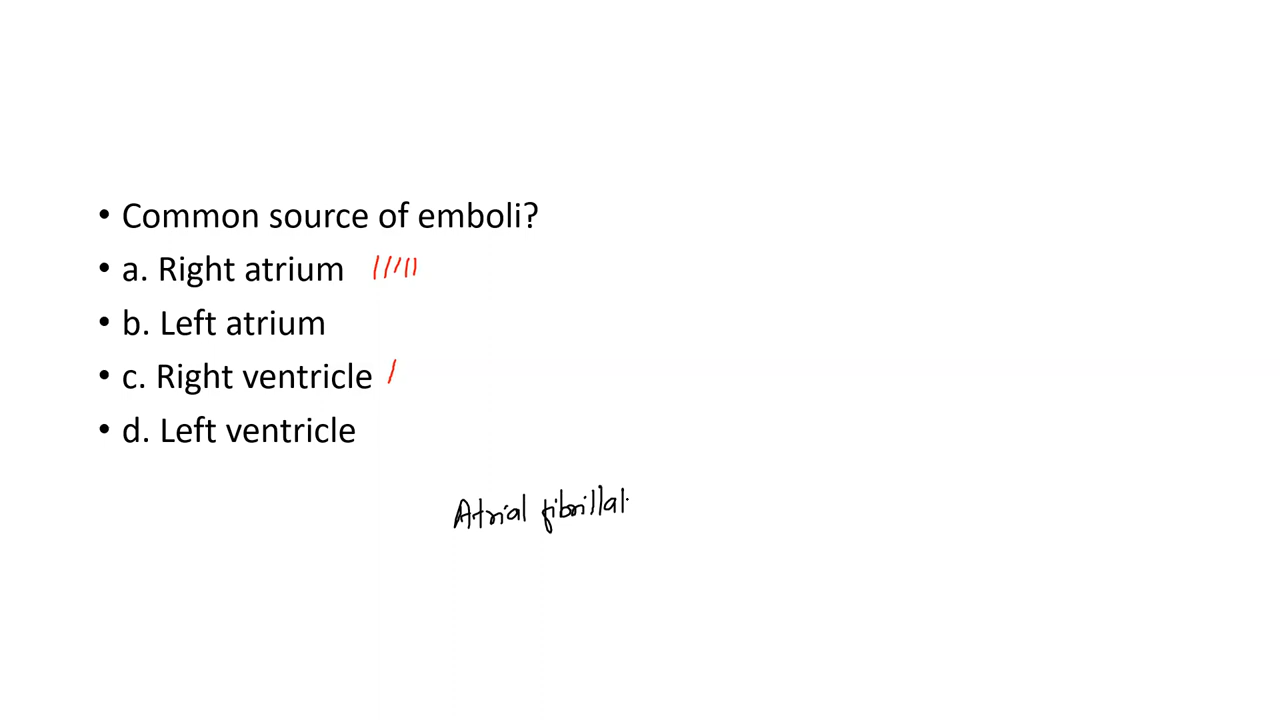 • Common source of emboli?
• a. Right atrium
• b. Left atrium
• c. Right ventricle
• d. Left ventricle
Atrial fibrillat